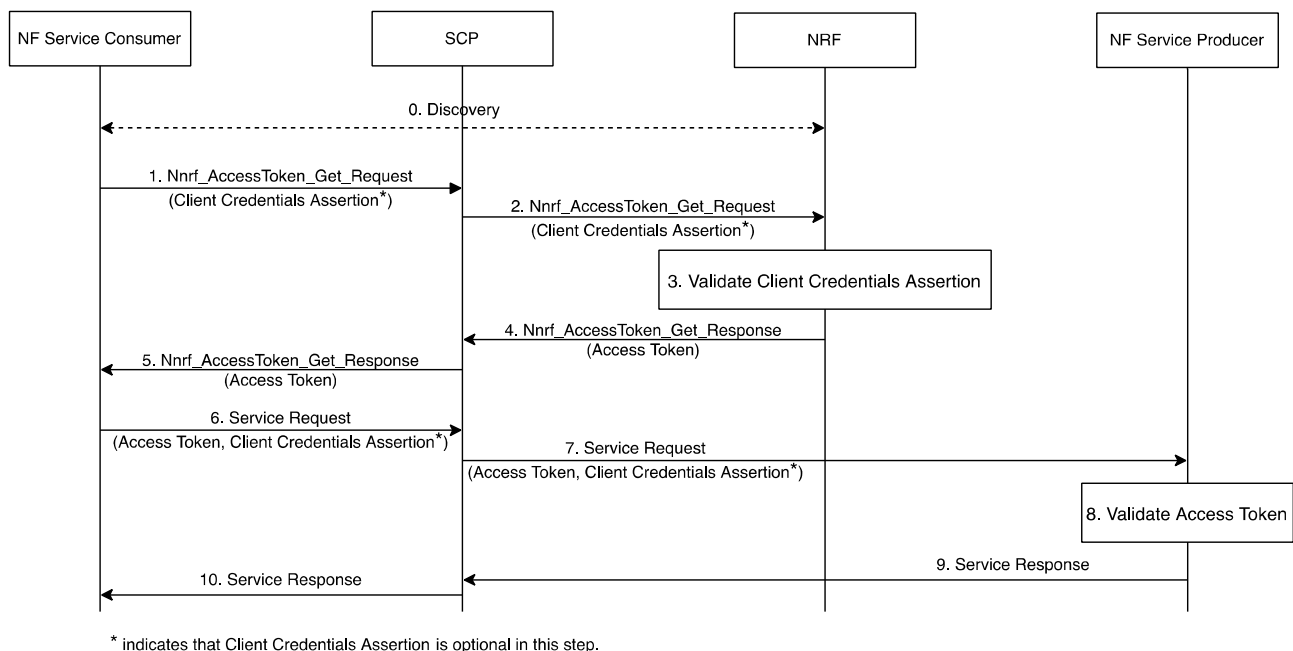 NF Service Consumer
SCP
NRF
NF Service Producer
0. Discovery
1. Nnrf_AccessToken_Get_Request
(Client Credentials Assertion*)
2. Nnrf_AccessToken_Get_Request
(Client Credentials Assertion*)
3. Validate Client Credentials Assertion
4. Nnrf_AccessToken_Get_Response
(Access Token)
5. Nnrf_AccessToken_Get_Response
(Access Token)
6. Service Request
(Access Token, Client Credentials Assertion*)
7. Service Request
(Access Token, Client Credentials Assertion*)
8. Validate Access Token
9. Service Response
10. Service Response
* indicates that Client Credentials Assertion is optional in this step.